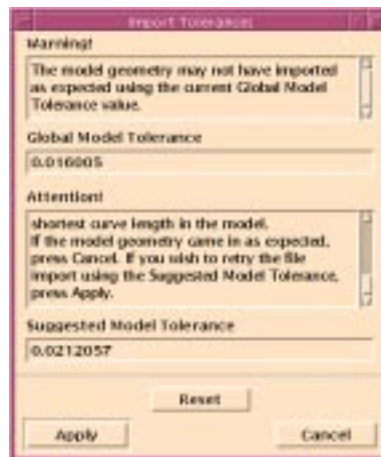 Import Tolerances
Warning!
The model geometry may not have imported
as expected using the current Global Model
Tolerance value.
Global Model Tolerance
0.016005
Attention!
shortest curve length in the model.
If the model geometry came in as expected,
press Cancel. If you wish to retry the file
import using the Suggested Model Tolerance,
press Apply.
Suggested Model Tolerance
0.0212057
Reset
Apply
Cancel